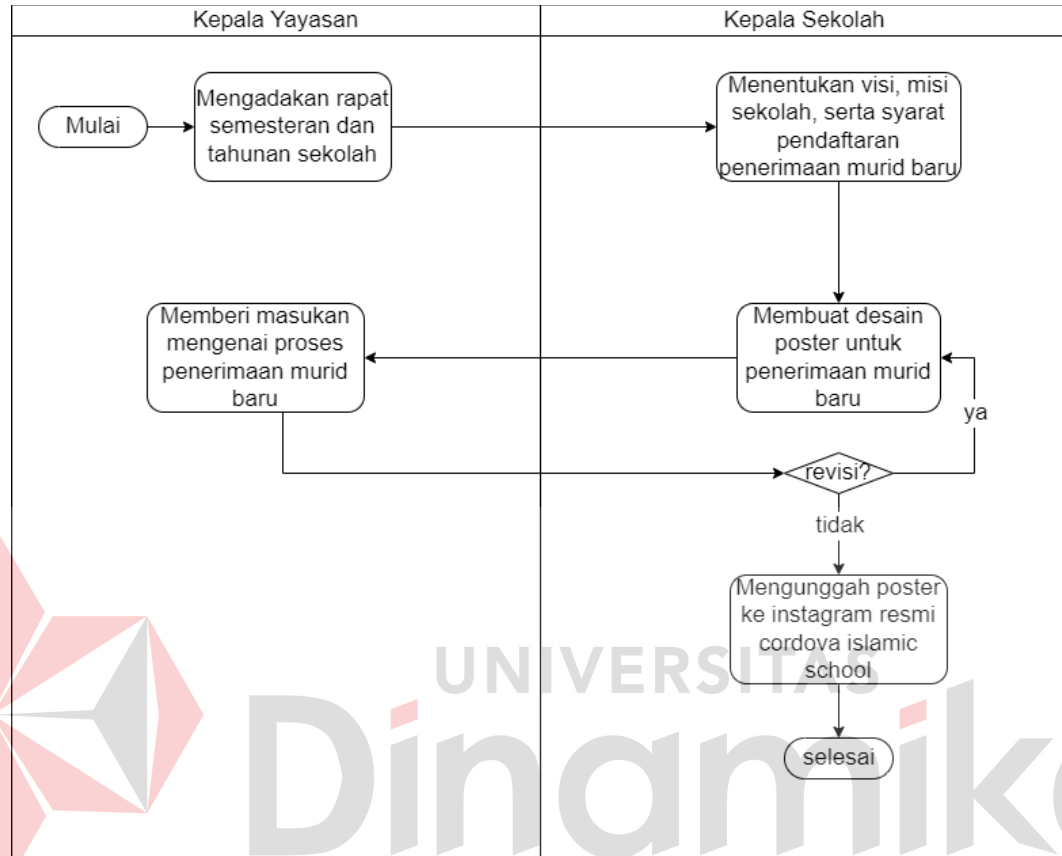 Kepala Yayasan
Kepala Sekolah
Mulai
Mengadakan rapat
semesteran dan
tahunan sekolah
Menentukan visi, misi
sekolah, serta syarat
pendaftaran
penerimaan murid baru
Memberi masukan
mengenai proses
penerimaan murid
baru
Membuat desain
poster untuk
penerimaan murid
baru
ya
revisi?
tidak
Mengunggah poster
ke instagram resmi
cordova islamic
school
selesai
UNIVERSITAS
Dinamika